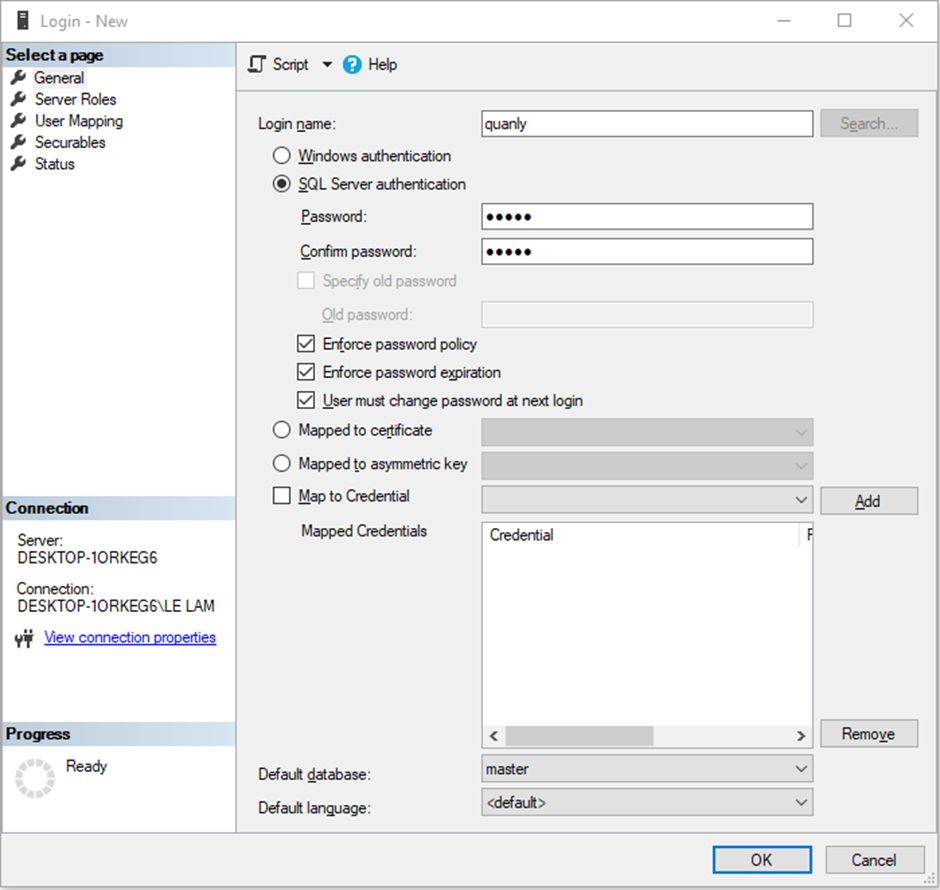 Login - New
Select a page
General
Server Roles
User Mapping
Securables
Status
Script
Help
Login name:
quanly
Search...
Windows authentication
SQL Server authentication
Password:
●●●●●
Confirm password:
●●●●●
Specify old password
Old password:
Enforce password policy
Enforce password expiration
User must change password at next login
Mapped to certificate
Mapped to asymmetric key
Map to Credential
Add
Mapped Credentials
Credential
Remove
Default database:
master
Default language:
<default>
Connection
Server:
DESKTOP-1ORKEG6
Connection:
DESKTOP-1ORKEG6\LE LAM
View connection properties
Progress
Ready
OK
Cancel